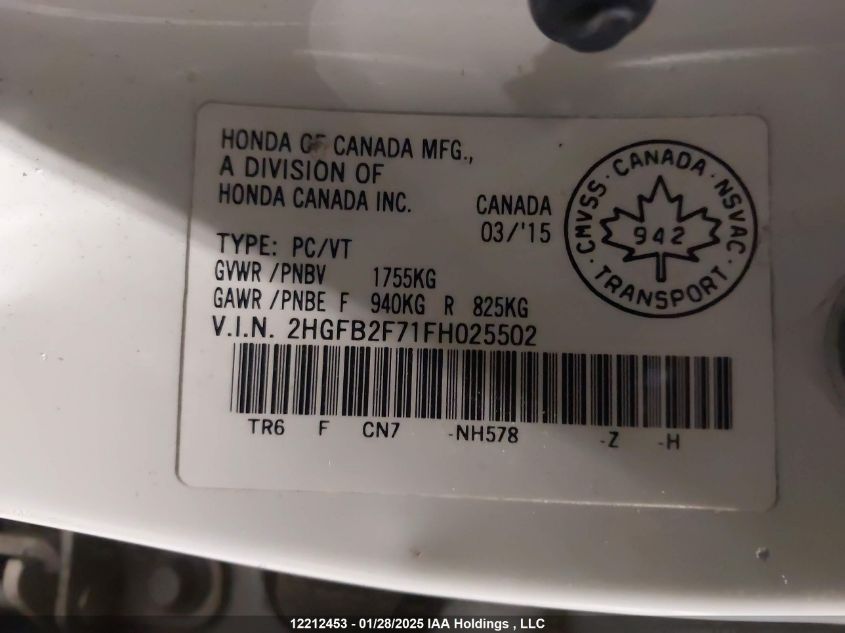 HONDA OF CANADA MFG.,
A DIVISION OF
HONDA CANADA INC.
CANADA
03/'15
TYPE: PC/VT
GVWR/PNBV 1755KG
GAWR/PNBE F 940KG R 825KG
V.I.N. 2HGFB2F71FH025502
TR6 F CN7 -NH578 -Z -H
CMVSS · CANADA · NSVAC · TRANSPORT ·
942
12212453 - 01/28/2025 IAA Holdings , LLC